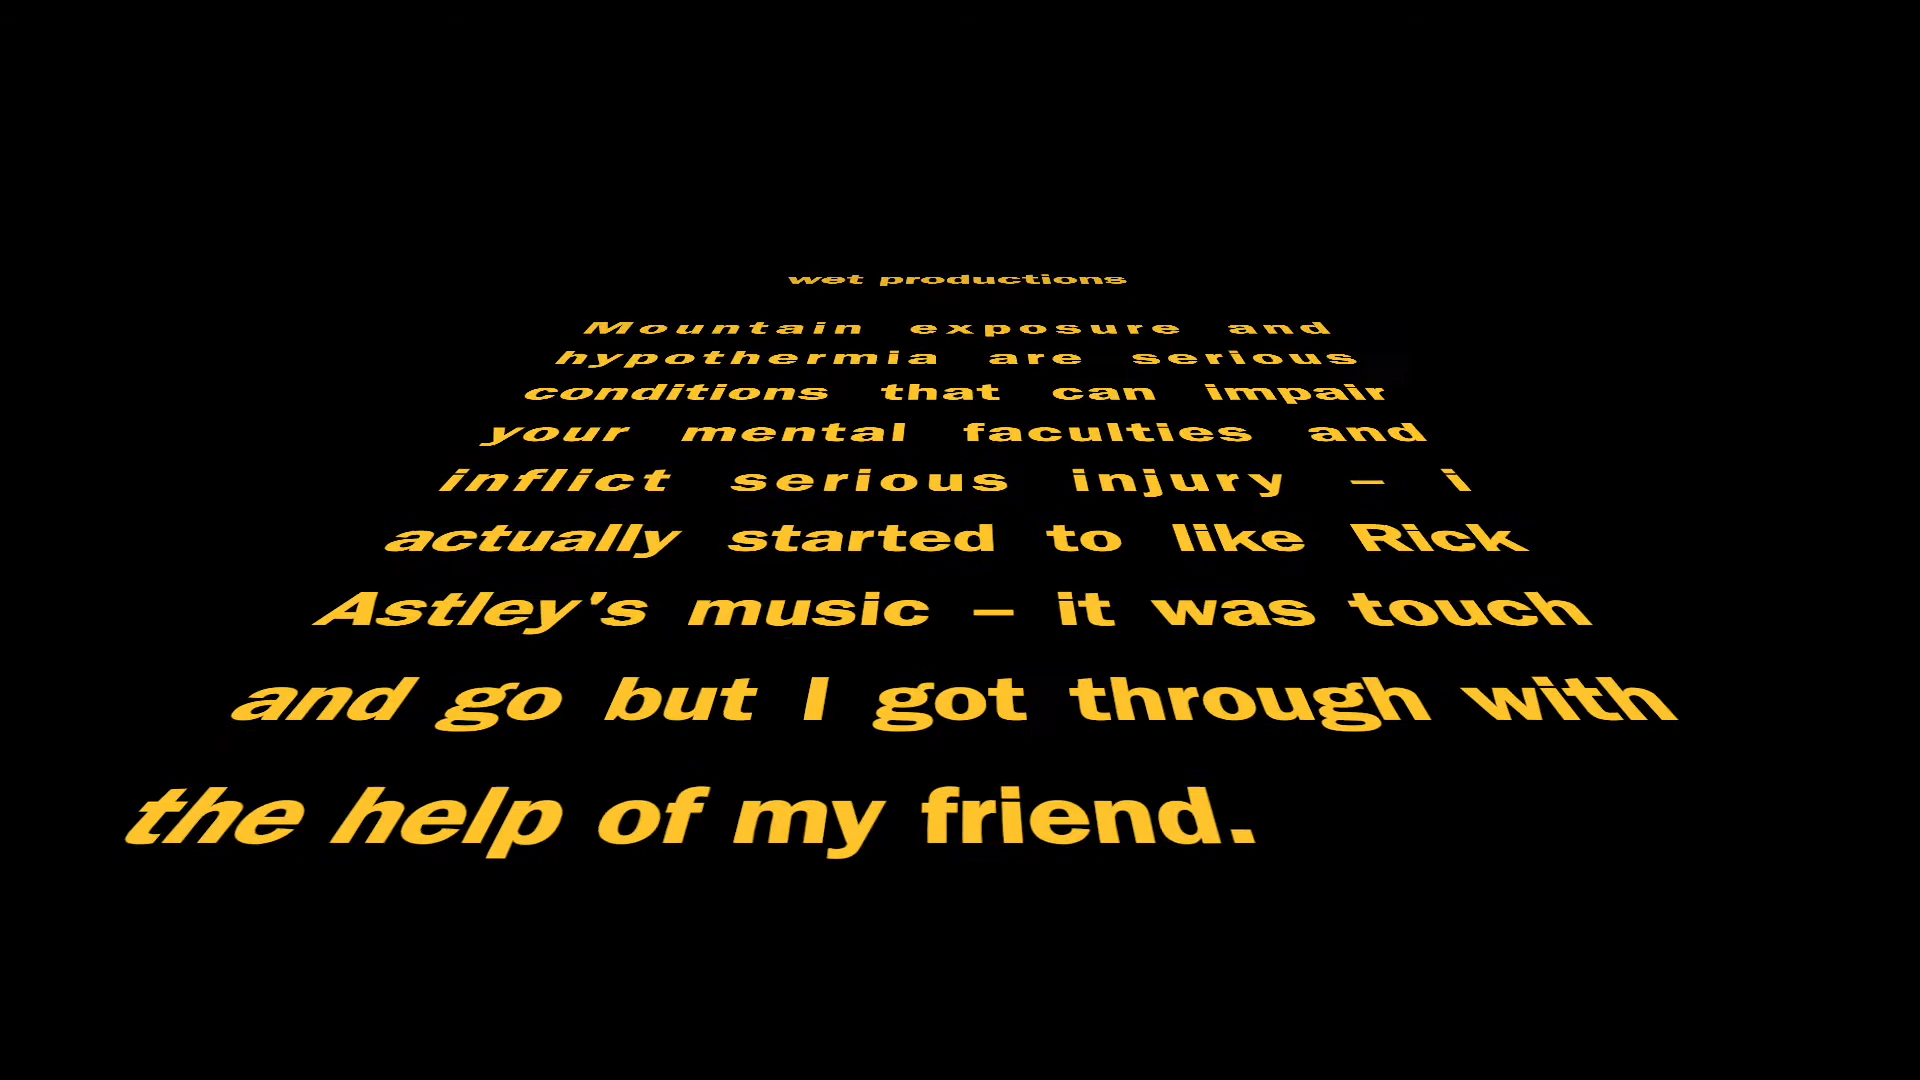 wet productions
Mountain exposure and
hypothermia are serious
conditions that can impair
your mental faculties and
inflict serious injury – i
actually started to like Rick
Astley's music – it was touch
and go but I got through with
the help of my friend.